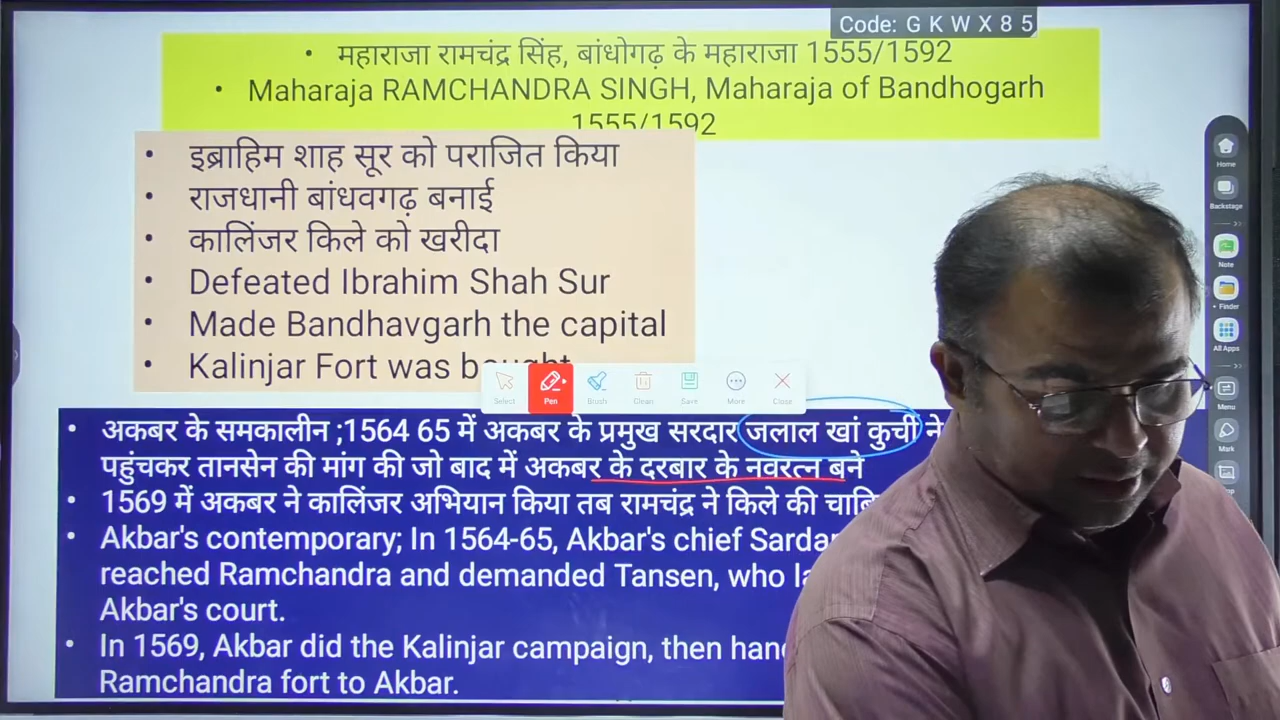 Code: G K W X 8 5
• महाराजा रामचंद्र सिंह, बांधोगढ़ के महाराजा 1555/1592
• Maharaja RAMCHANDRA SINGH, Maharaja of Bandhogarh
1555/1592
• इब्राहिम शाह सूर को पराजित किया
• राजधानी बांधवगढ़ बनाई
• कालिंजर किले को खरीदा
• Defeated Ibrahim Shah Sur
• Made Bandhavgarh the capital
• Kalinjar Fort was bought
Select Pen Brush Clean Save More Close
• अकबर के समकालीन ;1564 65 में अकबर के प्रमुख सरदार जलाल खां कुर्ची ने
पहुंचकर तानसेन की मांग की जो बाद में अकबर के दरबार के नवरत्न बने
• 1569 में अकबर ने कालिंजर अभियान किया तब रामचंद्र ने किले की
• Akbar's contemporary; In 1564-65, Akbar's chief Sardar
reached Ramchandra and demanded Tansen, who
Akbar's court.
• In 1569, Akbar did the Kalinjar campaign, then
Ramchandra fort to Akbar.
Home
Backstage
Note
Finder
All Apps
Menu
Mark